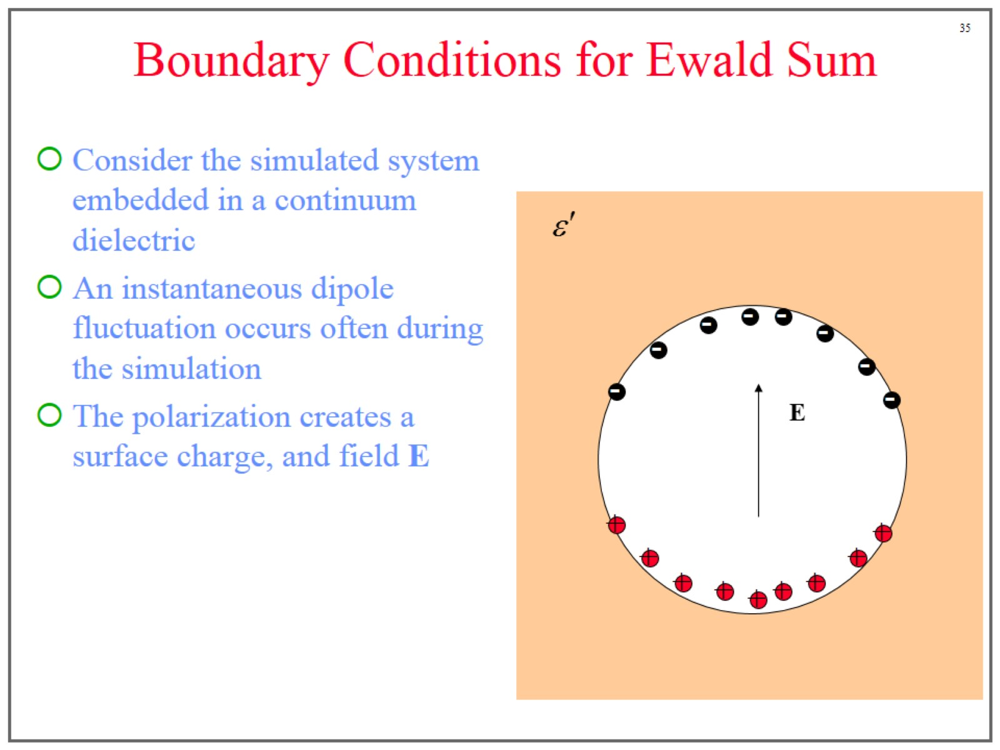 35
Boundary Conditions for Ewald Sum
Consider the simulated system
embedded in a continuum
dielectric
An instantaneous dipole
fluctuation occurs often during
the simulation
The polarization creates a
surface charge, and field E
ε′
E